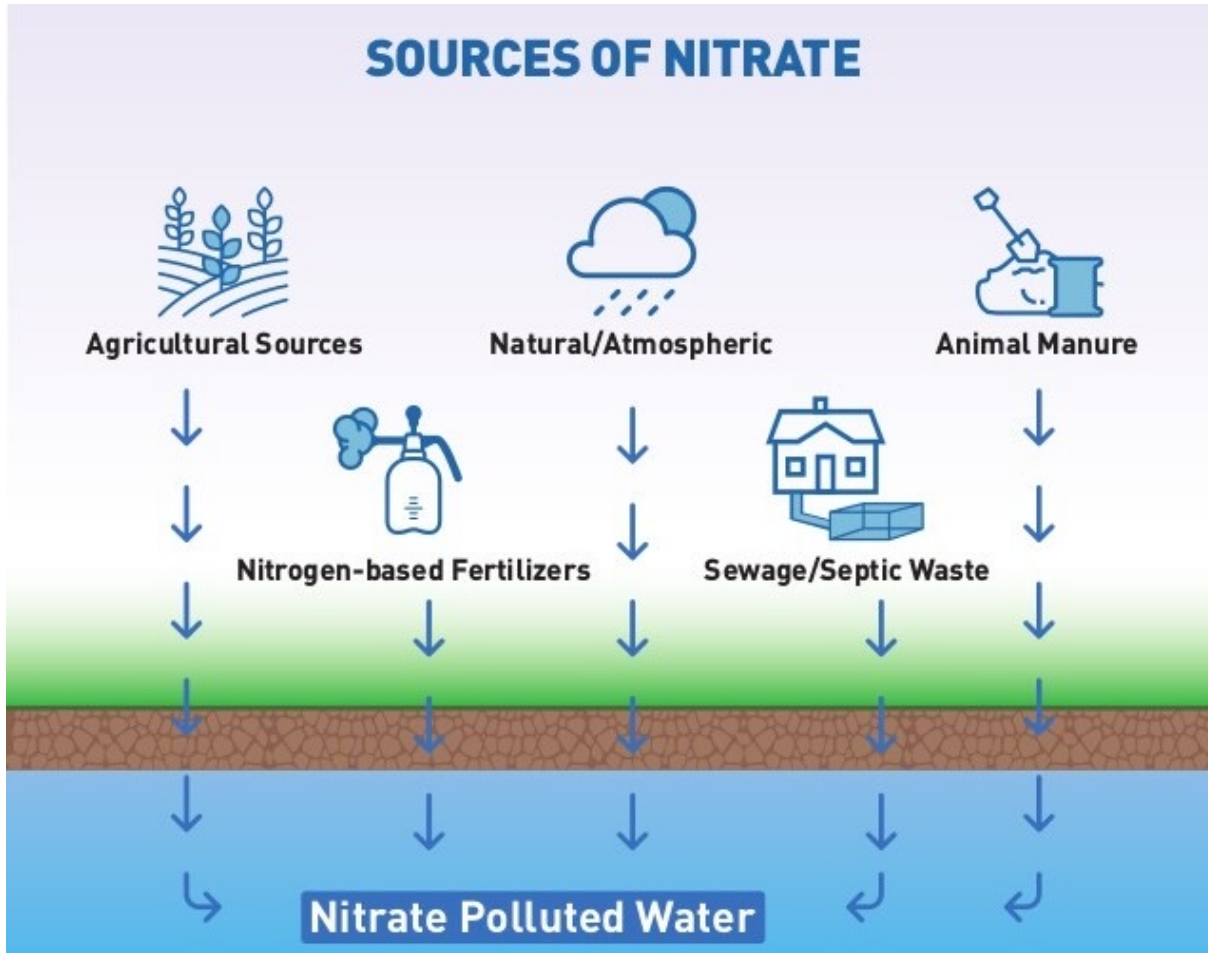 SOURCES OF NITRATE
Agricultural Sources
Natural/Atmospheric
Animal Manure
Nitrogen-based Fertilizers
Sewage/Septic Waste
Nitrate Polluted Water